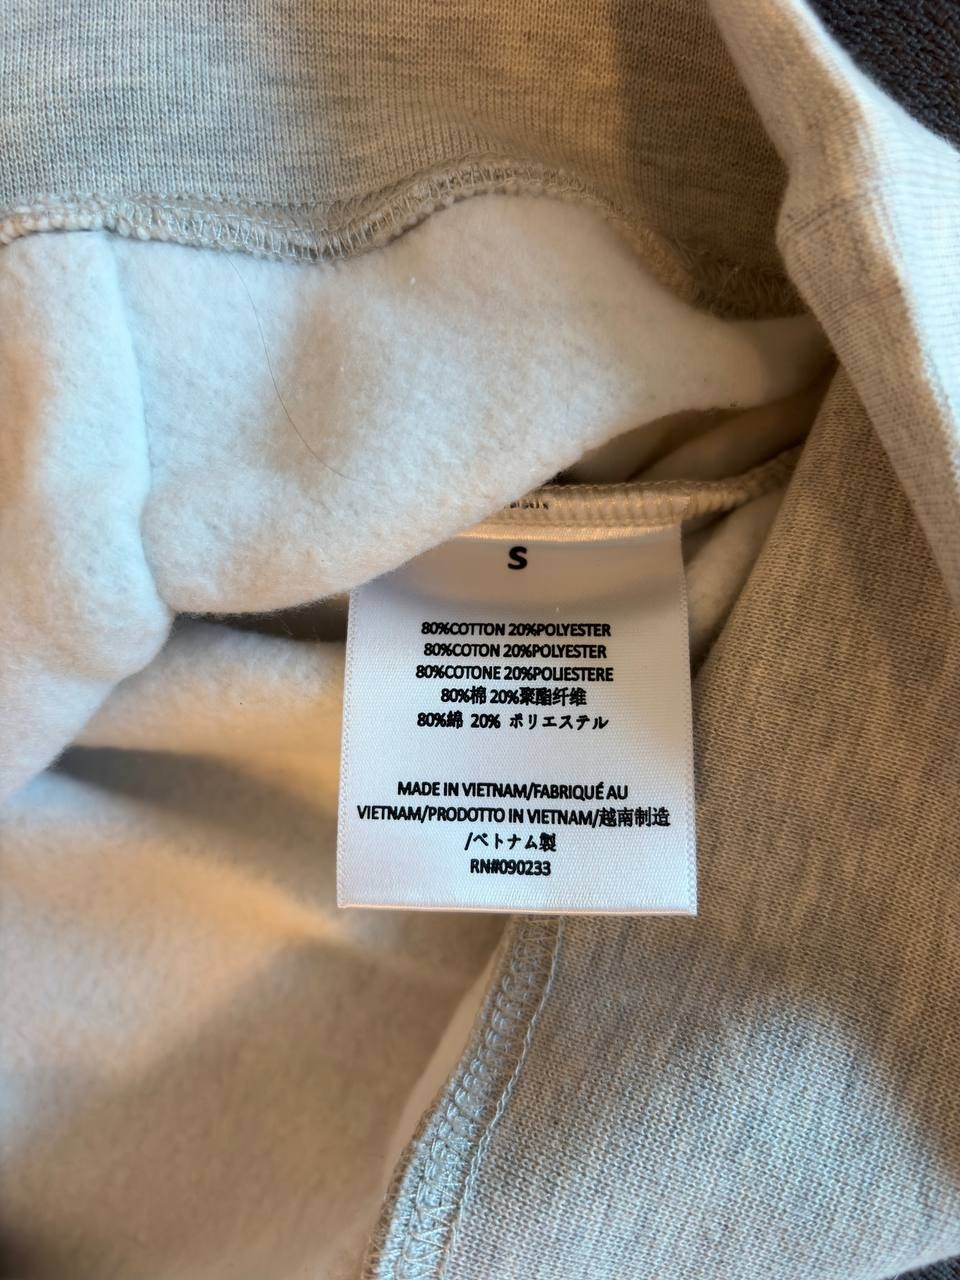 S
80%COTTON 20%POLYESTER
80%COTON 20%POLYESTER
80%COTONE 20%POLIESTERE
80%棉 20%聚酯纤维
80%綿 20% ポリエステル
MADE IN VIETNAM/FABRIQUÉ AU
VIETNAM/PRODOTTO IN VIETNAM/越南制造
/ベトナム製
RN#090233